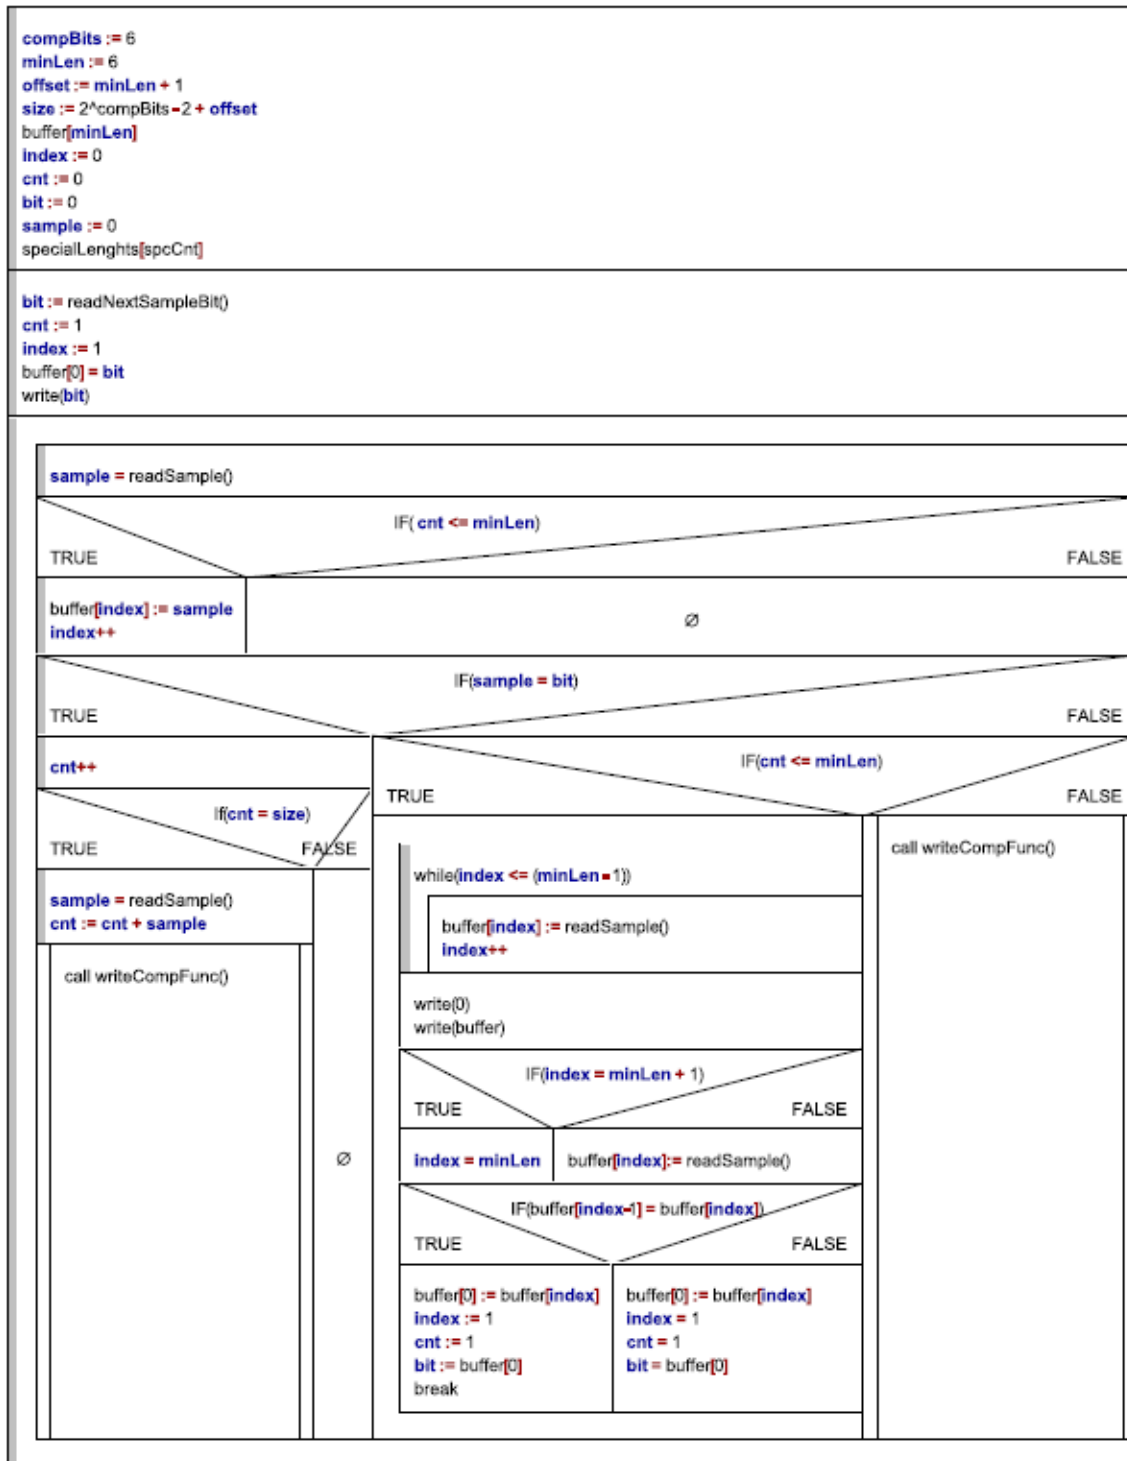 compBits := 6
minLen := 6
offset := minLen + 1
size := 2^compBits-2 + offset
buffer[minLen]
index := 0
cnt := 0
bit := 0
sample := 0
specialLenghts[spcCnt]
bit := readNextSampleBit()
cnt := 1
index := 1
buffer[0] = bit
write(bit)
sample = readSample()
IF( cnt <= minLen)
TRUE FALSE
buffer[index] := sample
index++
∅
IF(sample = bit)
TRUE FALSE
cnt++
If(cnt = size)
TRUE FALSE
sample = readSample()
cnt := cnt + sample
call writeCompFunc()
∅
IF(cnt <= minLen)
TRUE FALSE
while(index <= (minLen-1))
buffer[index] := readSample()
index++
write(0)
write(buffer)
IF(index = minLen + 1)
TRUE FALSE
index = minLen
buffer[index]:= readSample()
IF(buffer[index-1] = buffer[index])
TRUE FALSE
buffer[0] := buffer[index]
index := 1
cnt := 1
bit := buffer[0]
break
buffer[0] := buffer[index]
index = 1
cnt = 1
bit = buffer[0]
call writeCompFunc()